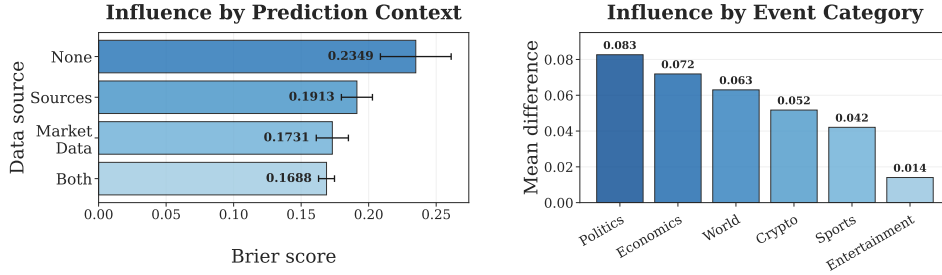 Influence by Prediction Context
Data source
None
0.2349
Sources
0.1913
Market
Data
0.1731
Both
0.1688
0.00 0.05 0.10 0.15 0.20 0.25
Brier score
Influence by Event Category
Mean difference
0.08
0.06
0.04
0.02
0.00
0.083
0.072
0.063
0.052
0.042
0.014
Politics
Economics
World
Crypto
Sports
Entertainment